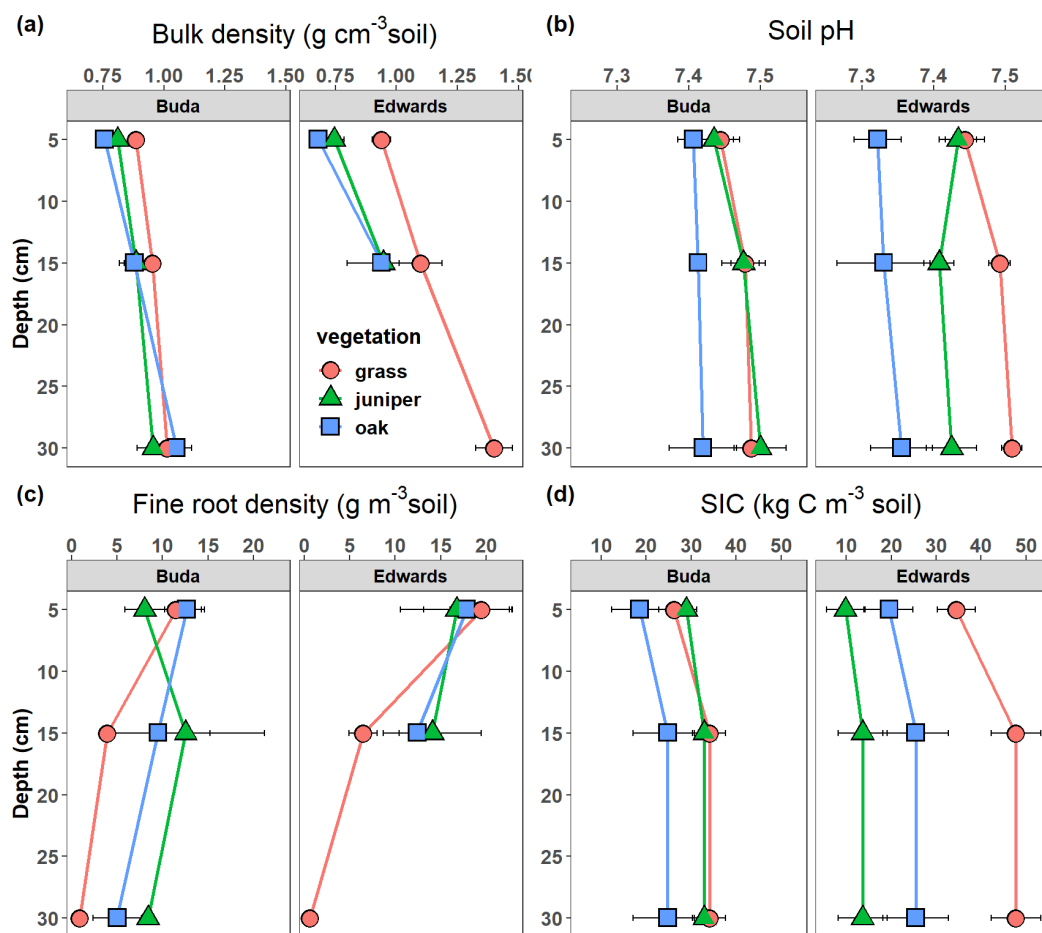 (a) Bulk density (g cm⁻³soil)
0.75 1.00 1.25 1.50 0.75 1.00 1.25 1.50
Buda Edwards
Depth (cm)
5
10
15
20
25
30
vegetation
grass
juniper
oak
(b) Soil pH
7.3 7.4 7.5 7.3 7.4 7.5
Buda Edwards
(c) Fine root density (g m⁻³soil)
0 5 10 15 20 0 5 10 15 20
Buda Edwards
Depth (cm)
5
10
15
20
25
30
(d) SIC (kg C m⁻³ soil)
10 20 30 40 50 10 20 30 40 50
Buda Edwards